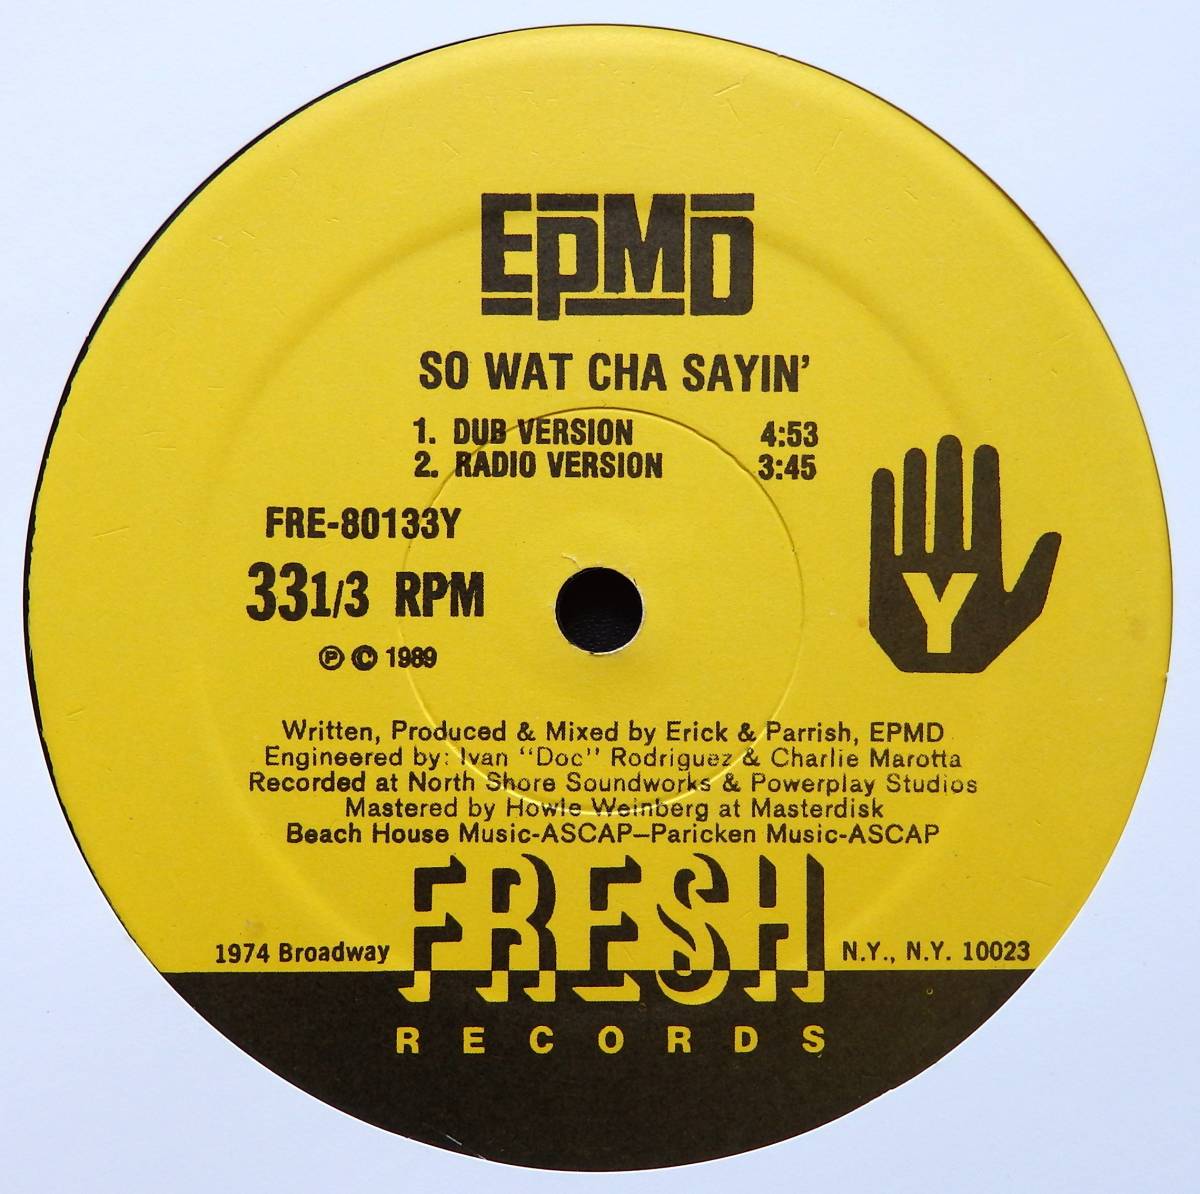 EPMD
SO WAT CHA SAYIN'
1. DUB VERSION 4:53
2. RADIO VERSION 3:45
FRE-80133Y
33 1/3 RPM
Y
℗ © 1989
Written, Produced & Mixed by Erick & Parrish, EPMD
Engineered by: Ivan "Doc" Rodriguez & Charlie Marotta
Recorded at North Shore Soundworks & Powerplay Studios
Mastered by Howie Weinberg at Masterdisk
Beach House Music-ASCAP–Paricken Music-ASCAP
FRESH
1974 Broadway N.Y., N.Y. 10023
RECORDS